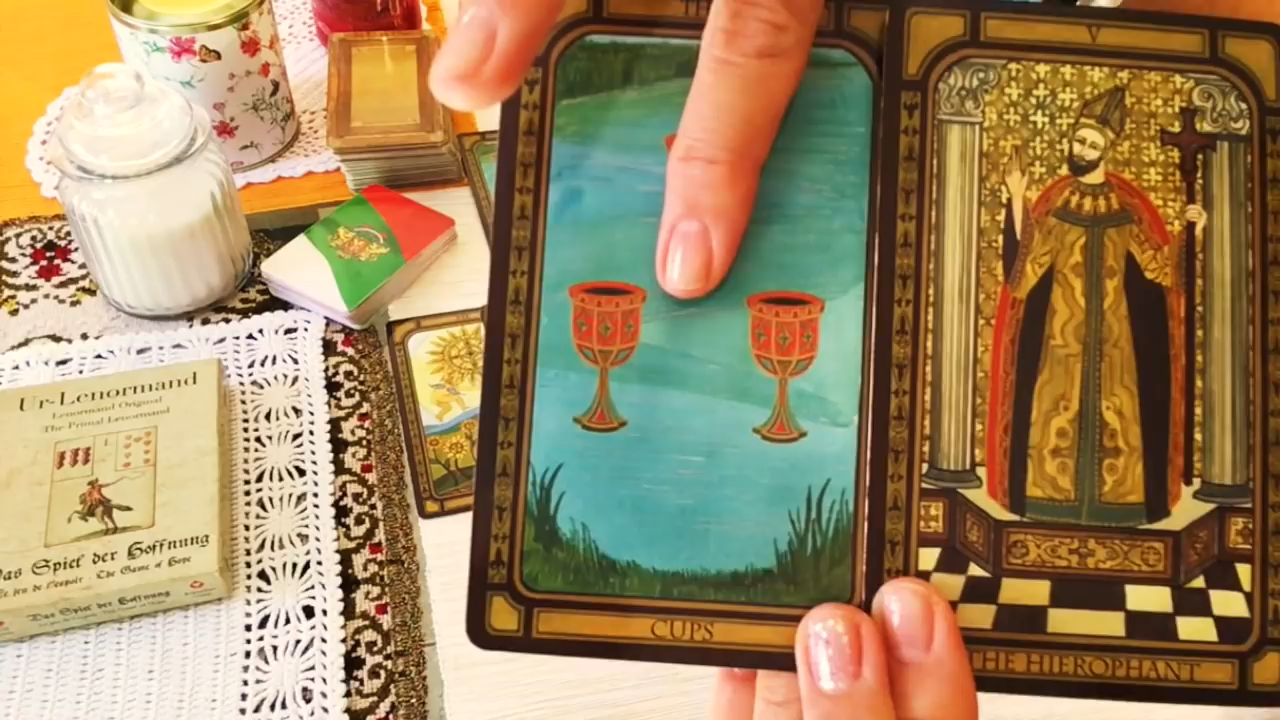 Ur-Lenormand
Lenormand Original
The Primal Lenormand
Das Spiel der Hoffnung
Le jeu de l'espoir · The Game of Hope
Das Spiel der Hoffnung
CUPS
V
THE HIEROPHANT